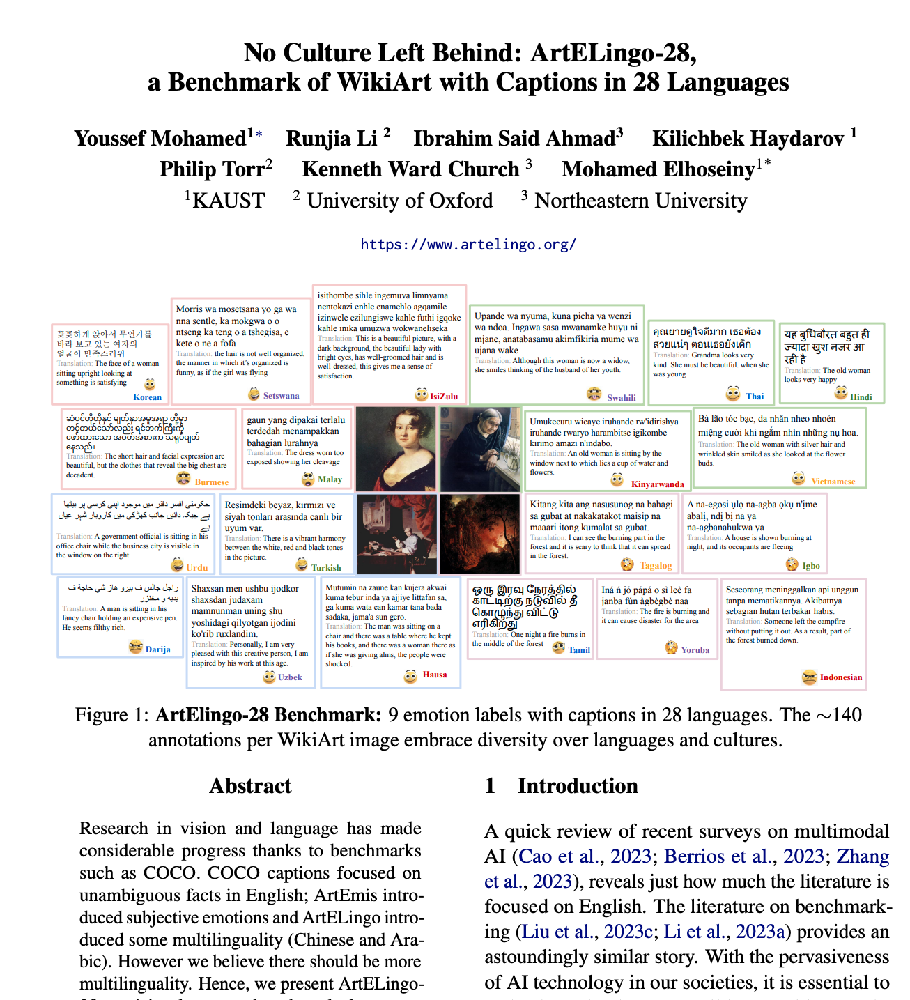 No Culture Left Behind: ArtELingo-28,
a Benchmark of WikiArt with Captions in 28 Languages
Youssef Mohamed1* Runjia Li 2 Ibrahim Said Ahmad3 Kilichbek Haydarov 1
Philip Torr2 Kenneth Ward Church 3 Mohamed Elhoseiny1*
1KAUST 2 University of Oxford 3 Northeastern University
https://www.artelingo.org/
꼿꼿하게 앉아서 무언가를
바라 보고 있는 여자의
얼굴이 만족스러워
Translation: The face of a woman
sitting upright looking at
something is satisfying
Korean
Morris wa mosetsana yo ga wa
nna sentle, ka mokgwa o o
ntseng ka teng o a tshegisa, e
kete o ne a fofa
Translation: the hair is not well organized,
the manner in which it's organized is
funny, as if the girl was flying
Setswana
isithombe sihle ingemuva limnyama
nentokazi enhle enamehlo agqamile
izinwele ezilungiswe kahle futhi igqoke
kahle inika umuzwa wokwaneliseka
Translation: This is a beautiful picture, with a
dark background, the beautiful lady with
bright eyes, has well-groomed hair and is
well-dressed, this gives me a sense of
satisfaction.
IsiZulu
Upande wa nyuma, kuna picha ya wenzi
wa ndoa. Ingawa sasa mwanamke huyu ni
mjane, anatabasamu akimfikiria mume wa
ujana wake
Translation: Although this woman is now a widow,
she smiles thinking of the husband of her youth.
Swahili
คุณยายดูใจดีมาก เธอต้อง
สวยแน่ๆ ตอนเธอยังเด็ก
Translation: Grandma looks very
kind. She must be beautiful. when she
was young
Thai
यह बुधिबौरत बहुत ही
ज्यादा खुश नजर आ
रही है
Translation: The old woman
looks very happy
Hindi
ဆံပင်တိုတိုနှင့် မျက်နှာအမူအရာ တို့မှာ
တင့်တယ်သော်လည်း ရင်ဘက်ကြီးကို
ဖော်ထားသော အဝတ်အစားက သရုပ်ပျက်
နေသည်။
Translation: The short hair and facial expression are
beautiful, but the clothes that reveal the big chest are
decadent.
Burmese
gaun yang dipakai terlalu
terdedah menampakkan
bahagian lurahnya
Translation: The dress worn too
exposed showing her cleavage
Malay
Umukecuru wicaye iruhande rw'idirishya
iruhande rwaryo harambitse igikombe
kirimo amazi n'indabo.
Translation: An old woman is sitting by the
window next to which lies a cup of water and
flowers.
Kinyarwanda
Bà lão tóc bạc, da nhăn nheo nhoẻn
miệng cười khi ngắm nhìn những nụ hoa.
Translation: The old woman with silver hair and
wrinkled skin smiled as she looked at the flower
buds.
Vietnamese
حکومتی افسر دفتر میں موجود اپنی کرسی پر بیٹھا
ہے جبکہ دائیں جانب کھڑکی میں کاروبار شہر عیاں
ہے
Translation: A government official is sitting in his
office chair while the business city is visible in
the window on the right
Urdu
Resimdeki beyaz, kırmızı ve
siyah tonları arasında canlı bir
uyum var.
Translation: There is a vibrant harmony
between the white, red and black tones
in the picture.
Turkish
Kitang kita ang nasusunog na bahagi
sa gubat at nakakatakot maisip na
maaari itong kumalat sa gubat.
Translation: I can see the burning part in the
forest and it is scary to think that it can spread
in the forest.
Tagalog
A na-egosi ụlọ na-agba ọkụ n'ịme
abalị, ndị bị na ya
na-agbanahukwa ya
Translation: A house is shown burning at
night, and its occupants are fleeing
Igbo
راجل جالس ف بيرو هاز شي حاجة ف
يديه و مخنزر
Translation: A man is sitting in his
fancy chair holding an expensive pen.
He seems filthy rich.
Darija
Shaxsan men ushbu ijodkor
shaxsdan judaxam
mamnunman uning shu
yoshidagi qilyotgan ijodini
ko'rib ruxlandim.
Translation: Personally, I am very
pleased with this creative person, I am
inspired by his work at this age.
Uzbek
Mutumin na zaune kan kujera akwai
kuma tebur inda ya ajjiye littafan sa,
ga kuma wata can kamar tana bada
sadaka, jama'a sun gero.
Translation: The man was sitting on a
chair and there was a table where he kept
his books, and there was a woman there as
if she was giving alms, the people were
shocked.
Hausa
ஒரு இரவு நேரத்தில்
காட்டிற்கு நடுவில் தீ
கொழுந்து விட்டு
எரிகிறது
Translation: One night a fire burns in
the middle of the forest
Tamil
Iná ń jó pápá o sì leè fa
janba fún àgbègbè naa
Translation: The fire is burning and
it can cause disaster for the area
Yoruba
Seseorang meninggalkan api unggun
tanpa mematikannya. Akibatnya
sebagian hutan terbakar habis.
Translation: Someone left the campfire
without putting it out. As a result, part of
the forest burned down.
Indonesian
Figure 1: ArtElingo-28 Benchmark: 9 emotion labels with captions in 28 languages. The ∼140
annotations per WikiArt image embrace diversity over languages and cultures.
Abstract
Research in vision and language has made
considerable progress thanks to benchmarks
such as COCO. COCO captions focused on
unambiguous facts in English; ArtEmis intro-
duced subjective emotions and ArtELingo intro-
duced some multilinguality (Chinese and Ara-
bic). However we believe there should be more
multilinguality. Hence, we present ArtELingo-
1 Introduction
A quick review of recent surveys on multimodal
AI (Cao et al., 2023; Berrios et al., 2023; Zhang
et al., 2023), reveals just how much the literature is
focused on English. The literature on benchmark-
ing (Liu et al., 2023c; Li et al., 2023a) provides an
astoundingly similar story. With the pervasiveness
of AI technology in our societies, it is essential to